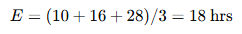 E = (10 + 16 + 28)/3 = 18 hrs